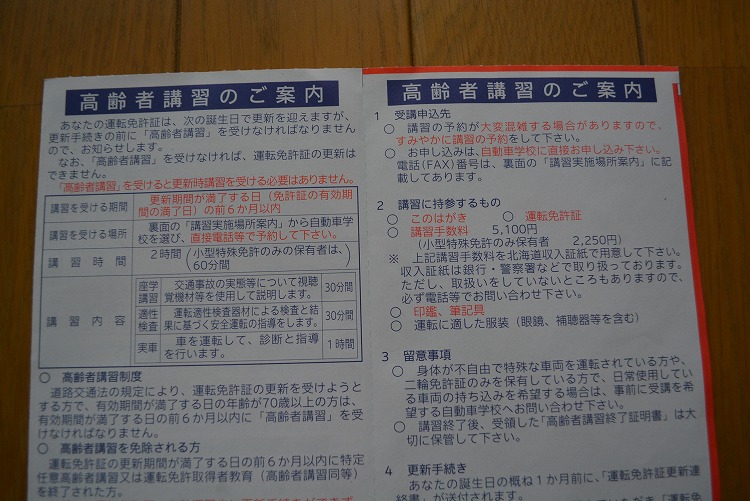 高齢者講習のご案内
あなたの運転免許証は、次の誕生日で更新を迎えますが、
更新手続きの前に「高齢者講習」を受けなければなりません
ので、お知らせします。
なお、「高齢者講習」を受けなければ、運転免許証の更新は
できません。
「高齢者講習」を受けると更新時講習を受ける必要はありません。
講習を受ける期間 更新期間が満了する日(免許証の有効期
間の満了日)の前6か月以内
講習を受ける場所 裏面の「講習実施場所案内」から自動車学
校を選び、直接電話等で予約して下さい。
講習時間 2時間(小型特殊免許のみの保有者は、
60分間)
講習内容
座学講習 交通事故の実態等について視聴
覚機材等を使用して説明します。 30分間
適性検査 運転適性検査器材による検査と結
果に基づく安全運転の指導をします。 30分間
実車 車を運転して、診断と指導
を行います。 1時間
○ 高齢者講習制度
道路交通法の規定により、運転免許証の更新を受けようと
する方で、有効期間が満了する日の年齢が70歳以上の方は、
有効期間が満了する日の前6か月以内に「高齢者講習」を受
けなければなりません。
○ 高齢者講習を免除される方
運転免許証の更新期間が満了する日の前6か月以内に特定
任意高齢者講習又は運転免許取得者教育(高齢者講習同等)
を終了された方。
高齢者講習のご案内
1 受講申込先
○ 講習の予約が大変混雑する場合がありますので、
すみやかに講習の予約をして下さい。
○ お申し込みは、自動車学校に直接お申し込み下さい。
電話(FAX)番号は、裏面の「講習実施場所案内」に記
載してあります。
2 講習に持参するもの
○ このはがき ○ 運転免許証
○ 講習手数料 5,100円
(小型特殊免許のみ保有者 2,250円)
※ 上記講習手数料を北海道収入証紙で用意して下さい。
収入証紙は銀行・警察署などで取り扱っております。
ただし、取扱いをしていないところもありますので、
必ず電話等でお問い合わせ下さい。
○ 印鑑、筆記具
○ 運転に適した服装(眼鏡、補聴器等を含む)
3 留意事項
○ 身体が不自由で特殊な車両を運転されている方や、
二輪免許証のみを保有している方で、日常使用してい
る車両の持ち込みを希望する場合は、事前に受講を希
望する自動車学校へお問い合わせ下さい。
○ 講習終了後、受領した「高齢者講習終了証明書」は大
切に保管して下さい。
4 更新手続き
あなたの誕生日の概ね1か月前に、「運転免許証更新連
絡書」が送付されます。